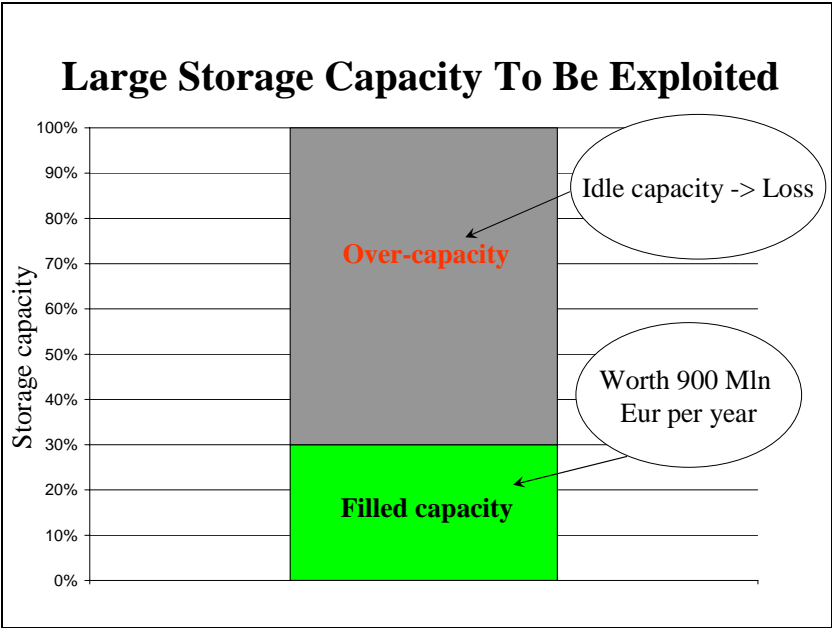 Large Storage Capacity To Be Exploited
100%
90%
80%
70%
60%
50%
40%
30%
20%
10%
0%
Storage capacity
Idle capacity -> Loss
Over-capacity
Worth 900 Mln
Eur per year
Filled capacity